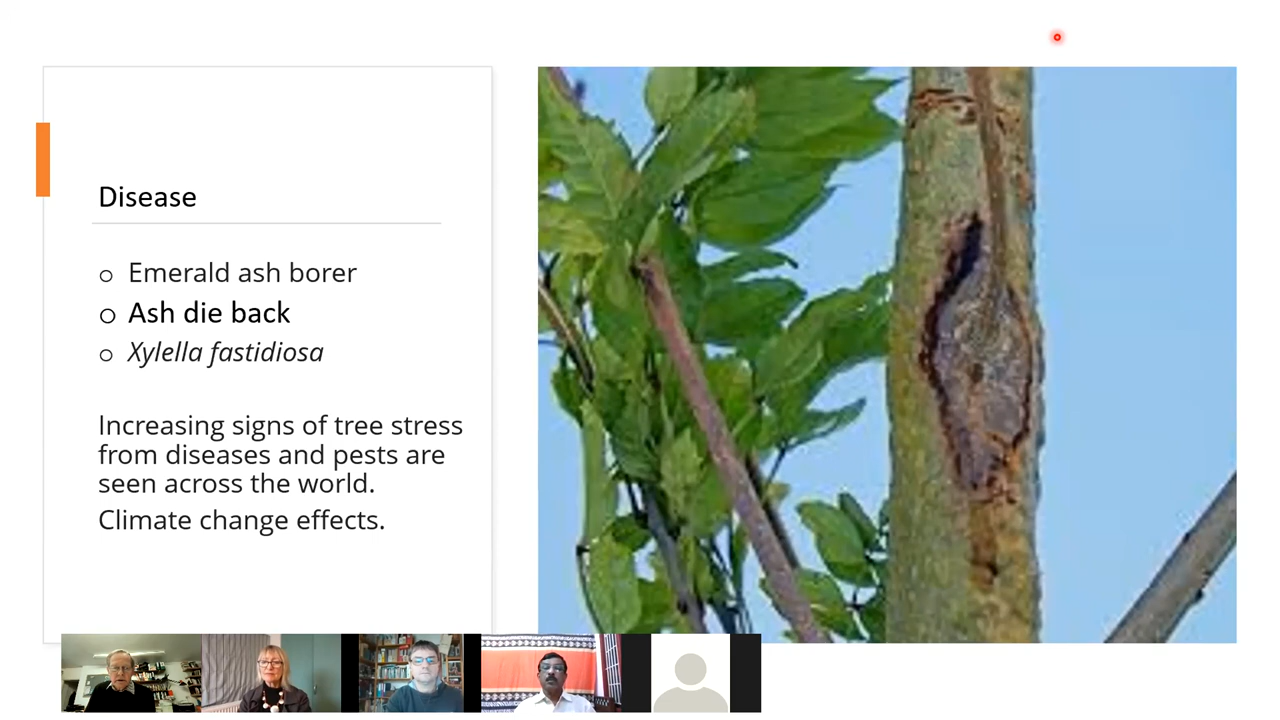 Disease
Emerald ash borer
Ash die back
Xylella fastidiosa
Increasing signs of tree stress
from diseases and pests are
seen across the world.
Climate change effects.